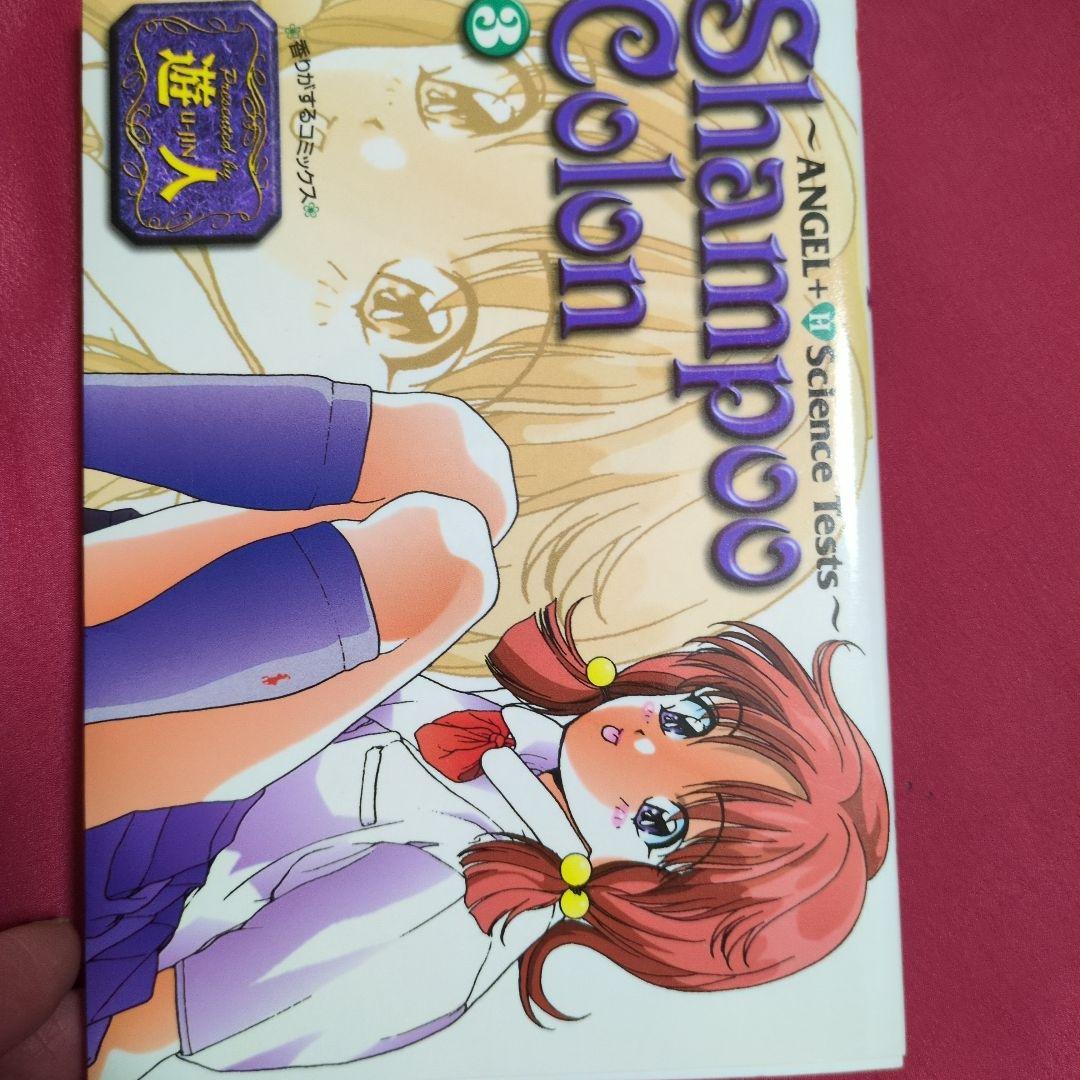 ～ANGEL+H Science Tests～
Shampoo
Colon
3
香りがするコミックス
Presented by
遊人
U-JIN